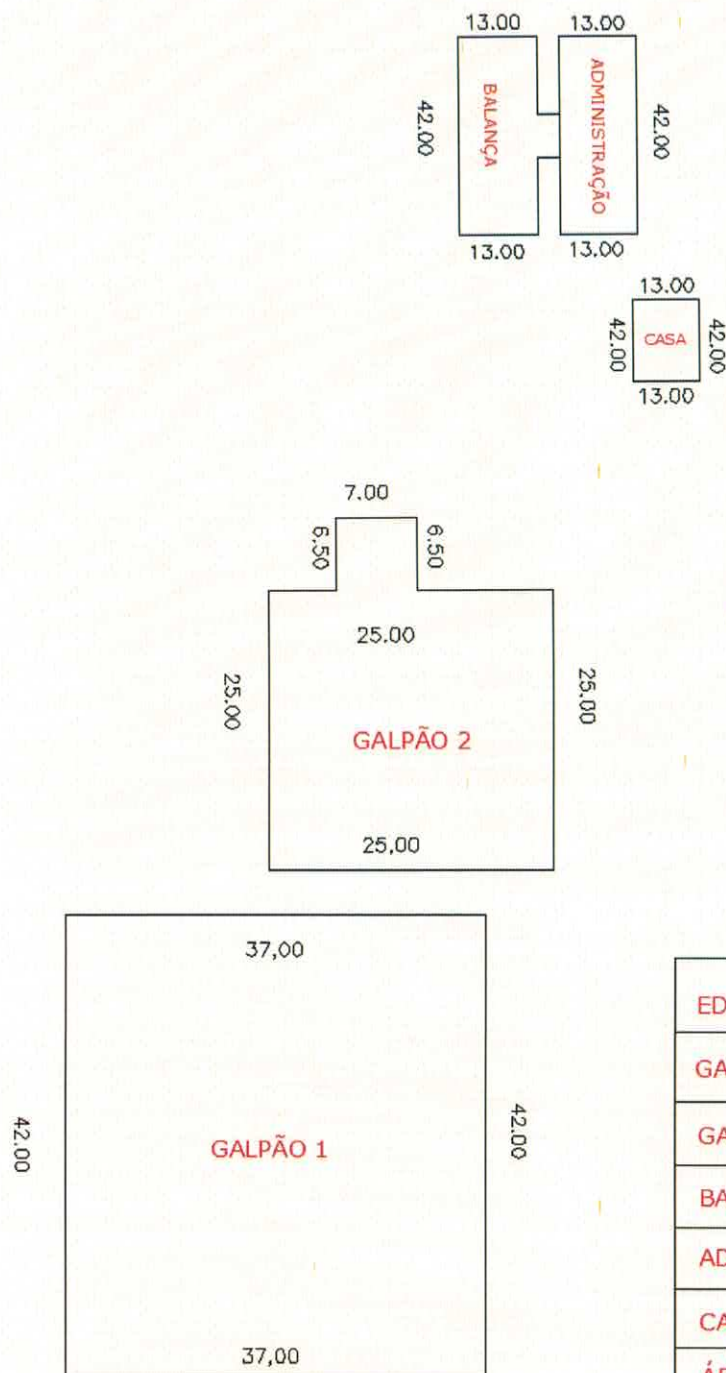 13.00 13.00
42.00 BALANÇA ADMINISTRAÇÃO 42.00
13.00 13.00
13.00
42.00 CASA 42.00
13.00
7.00
6.50 6.50
25.00
25.00 25.00
GALPÃO 2
25,00
37,00
42.00 GALPÃO 1 42.00
37,00
ED
GA
GA
BA
AD
CA